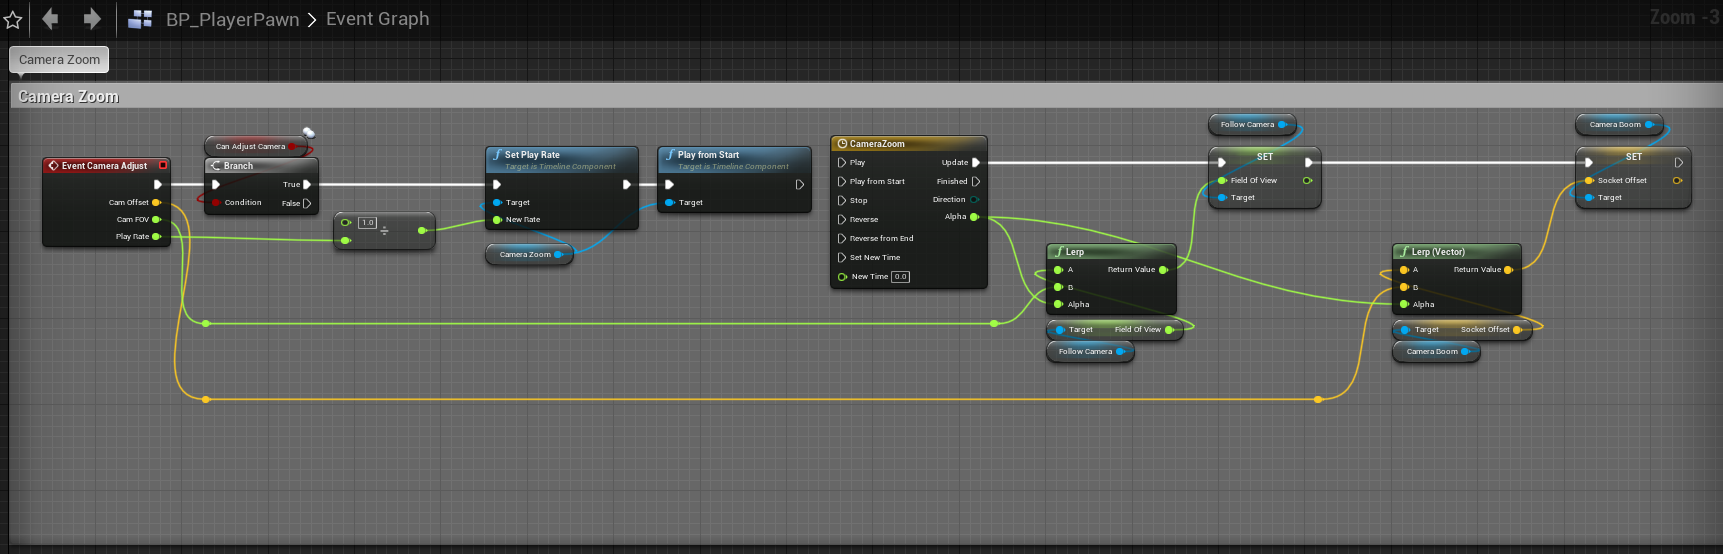 BP_PlayerPawn > Event Graph
Zoom -3
Camera Zoom
Camera Zoom
Event Camera Adjust
Cam Offset
Cam FOV
Play Rate
Can Adjust Camera
Branch
True
Condition
False
1.0
÷
Set Play Rate
Target is Timeline Component
Target
New Rate
Camera Zoom
Play from Start
Target is Timeline Component
Target
CameraZoom
Play
Update
Play from Start
Finished
Stop
Direction
Reverse
Alpha
Reverse from End
Set New Time
New Time 0.0
Lerp
A
Return Value
B
Alpha
Target
Field Of View
Follow Camera
Follow Camera
SET
Field Of View
Target
Lerp (Vector)
A
Return Value
B
Alpha
Target
Socket Offset
Camera Boom
Camera Boom
SET
Socket Offset
Target